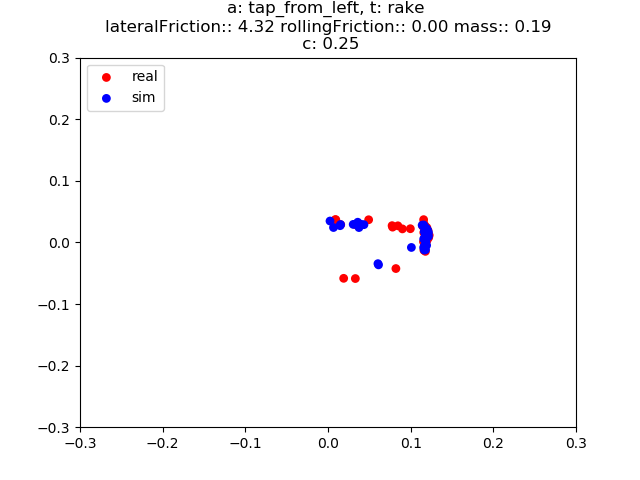 a: tap_from_left, t: rake
lateralFriction:: 4.32 rollingFriction:: 0.00 mass:: 0.19
c: 0.25
real
sim
0.3
0.2
0.1
0.0
−0.1
−0.2
−0.3
−0.3
−0.2
−0.1
0.0
0.1
0.2
0.3